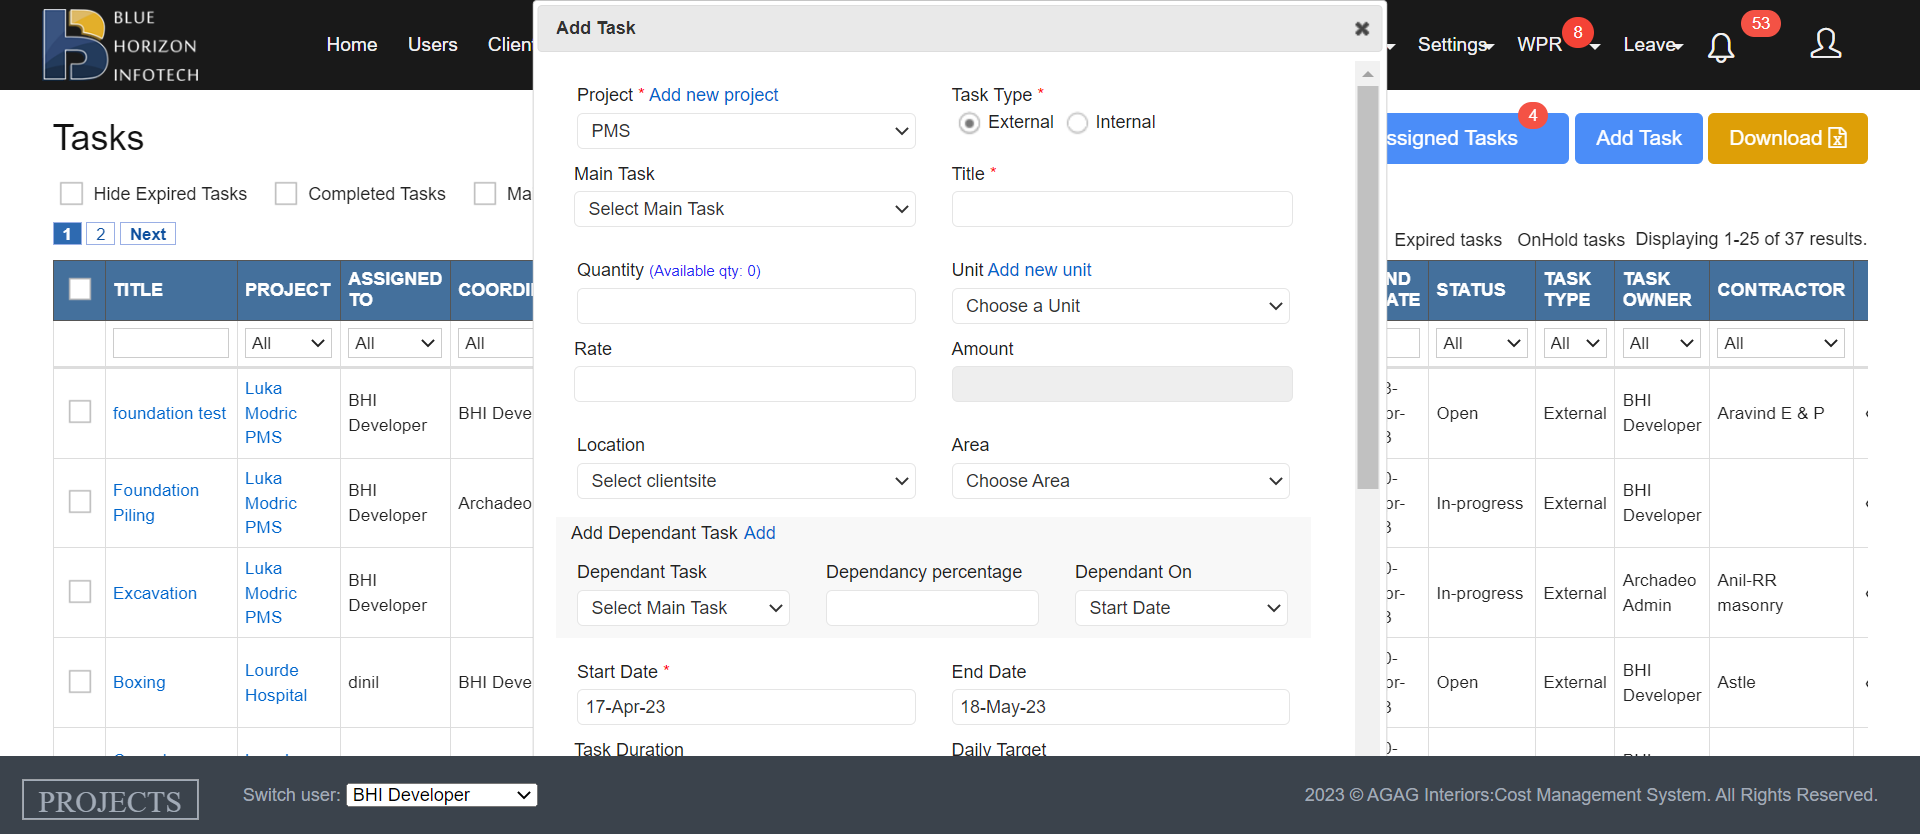 BLUE
HORIZON
INFOTECH
Home Users Clien
Settings WPR 8 Leave 53
Add Task
Tasks
ssigned Tasks 4 Add Task Download
Hide Expired Tasks Completed Tasks Ma
1 2 Next
Expired tasks OnHold tasks Displaying 1-25 of 37 results.
Project * Add new project
PMS
Task Type *
External Internal
Main Task
Select Main Task
Title *
Quantity (Available qty: 0)
Unit Add new unit
Choose a Unit
Rate
Amount
Location
Select clientsite
Area
Choose Area
Add Dependant Task Add
Dependant Task
Select Main Task
Dependancy percentage
Dependant On
Start Date
Start Date *
17-Apr-23
End Date
18-May-23
Task Duration
Daily Target
TITLE PROJECT ASSIGNED TO COORDI ND ATE STATUS TASK TYPE TASK OWNER CONTRACTOR
All All All All All All All
foundation test Luka Modric PMS BHI Developer BHI Deve Open External BHI Developer Aravind E & P
Foundation Piling Luka Modric PMS BHI Developer Archadeo In-progress External BHI Developer
Excavation Luka Modric PMS BHI Developer In-progress External Archadeo Admin Anil-RR masonry
Boxing Lourde Hospital dinil BHI Deve Open External BHI Developer Astle
PROJECTS
Switch user: BHI Developer
2023 © AGAG Interiors:Cost Management System. All Rights Reserved.